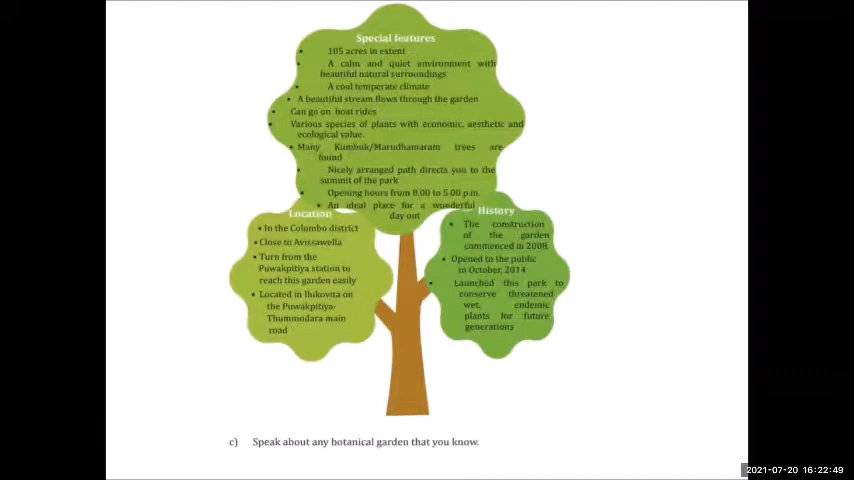 Special features
• 105 acres in extent
• A calm and quiet environment with
beautiful natural surroundings
• A cool temperate climate
• A beautiful stream flows through the garden
• Can go on boat rides
• Various species of plants with economic, aesthetic and
ecological value.
• Many Kumbuk/Marudhamaram trees are
found
• Nicely arranged path directs you to the
summit of the park
• Opening hours from 8.00 to 5.00 p.m.
• An ideal place for a wonderful
day out
Location
• In the Colombo district
• Close to Avissawella
• Turn from the
Puwakpitiya station to
reach this garden easily
• Located in Ihukovita on
the Puwakpitiya-
Thummodara main
road
History
• The construction
of the garden
commenced in 2008
• Opened to the public
in October, 2014
• Launched this park to
conserve threatened
wet, endemic
plants for future
generations
c) Speak about any botanical garden that you know.
2021-07-20 16:22:49